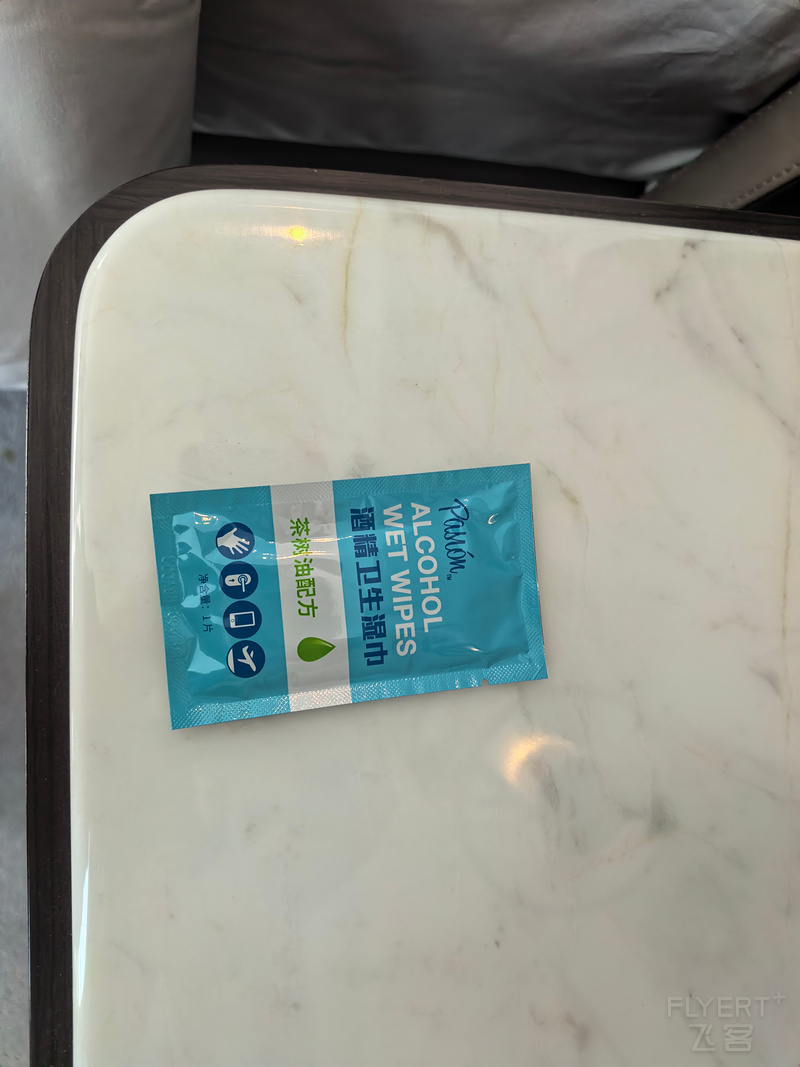 Pasión™
ALCOHOL
WET WIPES
酒精卫生湿巾
茶树油配方
净含量：1片
FLYERT+
飞客